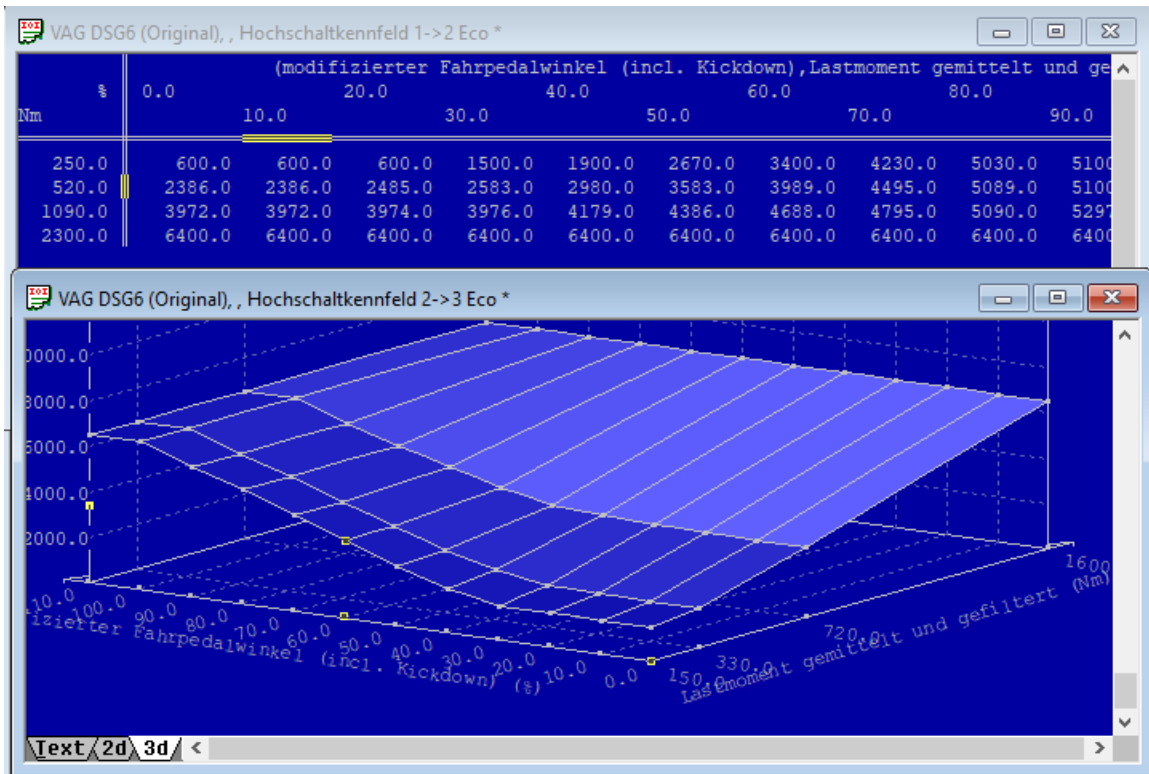 VAG DSG6 (Original), , Hochschaltkennfeld 1->2 Eco *
(modifizierter Fahrpedalwinkel (incl. Kickdown),Lastmoment gemittelt und ge
% 0.0 20.0 40.0 60.0 80.0
Nm 10.0 30.0 50.0 70.0 90.0
250.0 600.0 600.0 600.0 1500.0 1900.0 2670.0 3400.0 4230.0 5030.0 5100
520.0 2386.0 2386.0 2485.0 2583.0 2980.0 3583.0 3989.0 4495.0 5089.0 5100
1090.0 3972.0 3972.0 3974.0 3976.0 4179.0 4386.0 4688.0 4795.0 5090.0 5297
2300.0 6400.0 6400.0 6400.0 6400.0 6400.0 6400.0 6400.0 6400.0 6400.0 6400
VAG DSG6 (Original), , Hochschaltkennfeld 2->3 Eco *
0000.0
8000.0
6000.0
4000.0
2000.0
10.0 100.0 90.0 80.0 70.0 60.0 50.0 40.0 30.0 20.0 10.0 0.0
izierter Fahrpedalwinkel (incl. Kickdown) (%)
150.0 330.0 720.0 1600
Lastmoment gemittelt und gefiltert (Nm)
Text 2d 3d